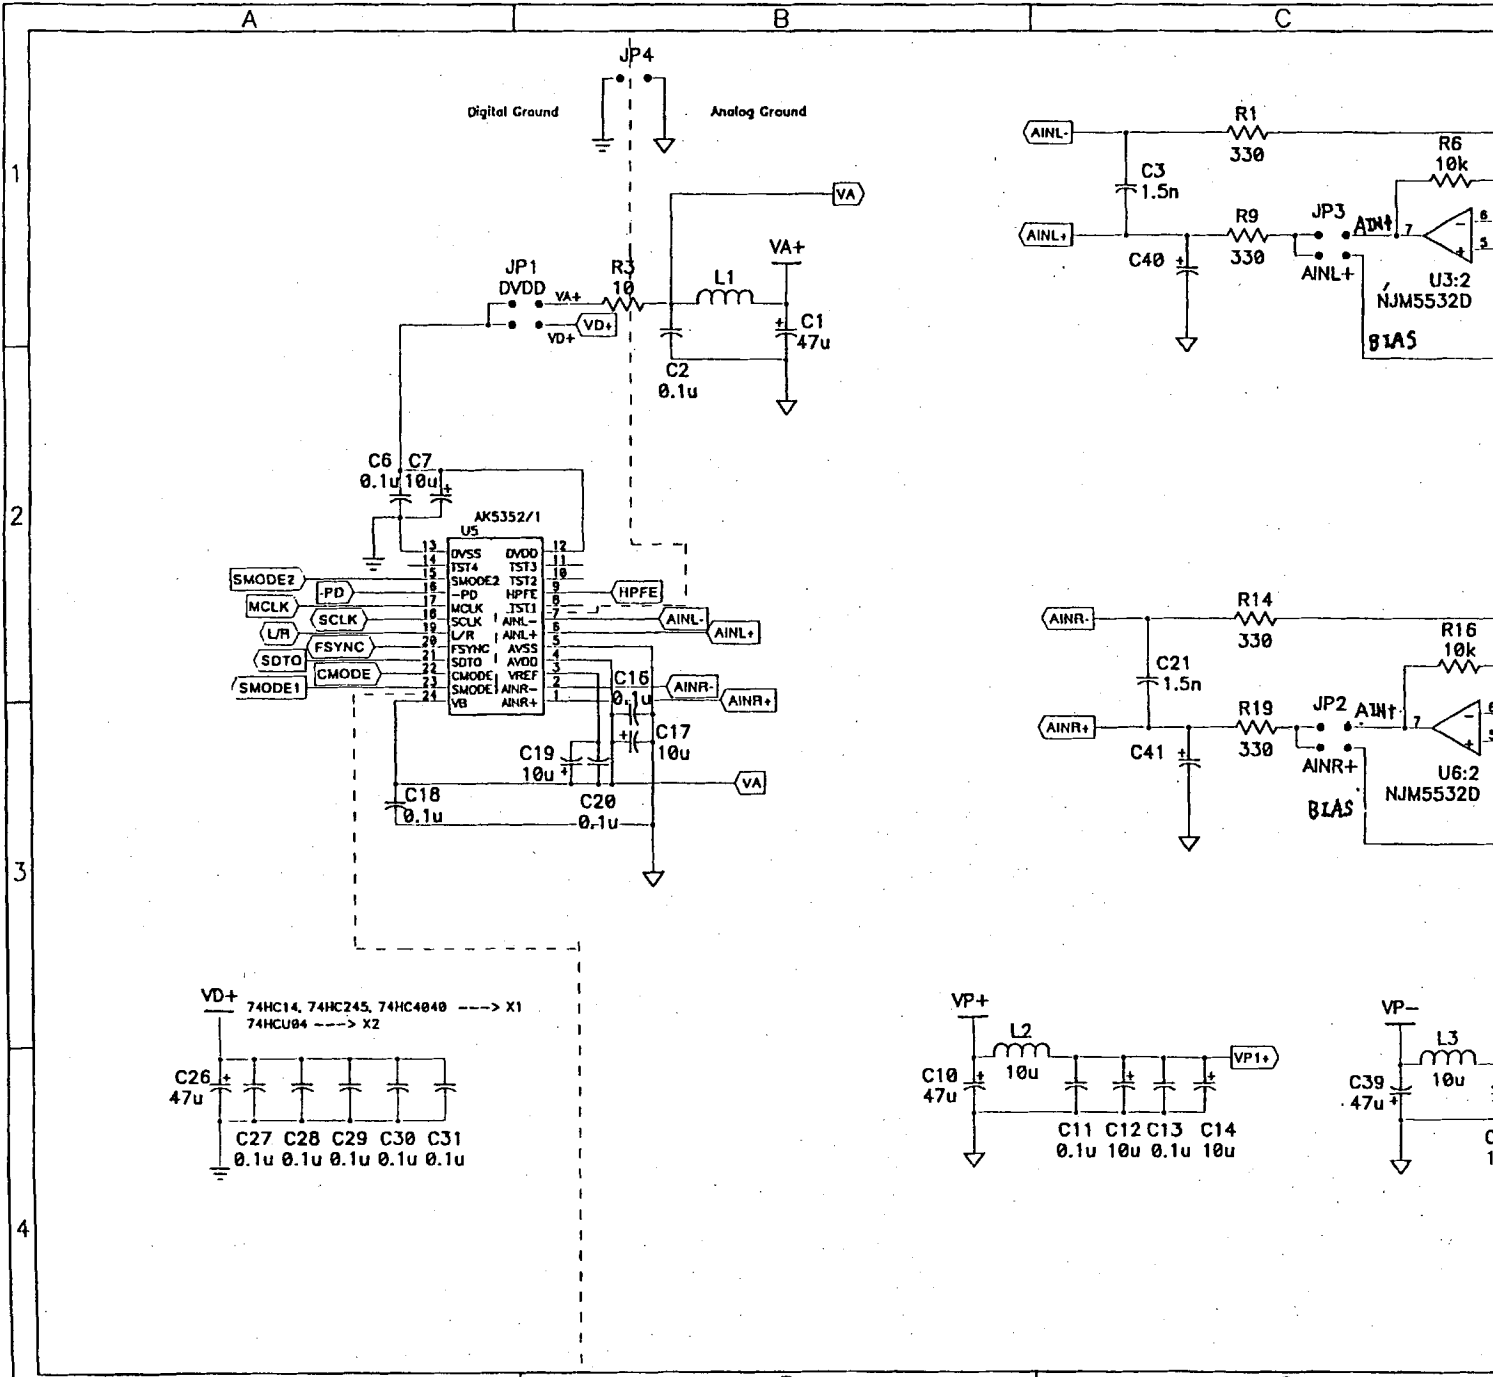 A B C
JP4
Digital Ground Analog Ground
1
VA
VA+
JP1
DVDD
VA+
VD+
VD+
R3
10
L1
C1
47u
C2
0.1u
AINL-
R1
330
C3
1.5n
R6
10k
AINL+
R9
330
JP3
AINL+
7
6
5
C40
U3:2
NJM5532D
BIAS
2
C6 C7
0.1u 10u
AK5352/1
U5
13 DVSS DVDD 12
14 TST4 TST3 11
15 SMODE2 TST2 10
16 -PD HPFE 9
17 MCLK TST1 8
18 SCLK AINL- 7
19 L/R AINL+ 6
20 FSYNC AVSS 5
21 SDTO AVDD 4
22 CMODE VREF 3
23 SMODE1 AINR- 2
24 VB AINR+ 1
SMODE2
-PD
MCLK
SCLK
L/R
FSYNC
SDTO
CMODE
SMODE1
HPFE
AINL-
AINL+
AINR-
AINR+
C16
0.1u
C17
10u
C19
10u
C20
0.1u
C18
0.1u
VA
AINR-
R14
330
C21
1.5n
R16
10k
AINR+
R19
330
JP2
AINR+
7
6
5
C41
U6:2
NJM5532D
BIAS
3
VD+
74HC14, 74HC245, 74HC4040 ----> X1
74HCU04 ----> X2
C26
47u
C27 C28 C29 C30 C31
0.1u 0.1u 0.1u 0.1u 0.1u
VP+
L2
10u
VP1+
C10
47u
C11 C12 C13 C14
0.1u 10u 0.1u 10u
VP-
L3
10u
C39
47u
4